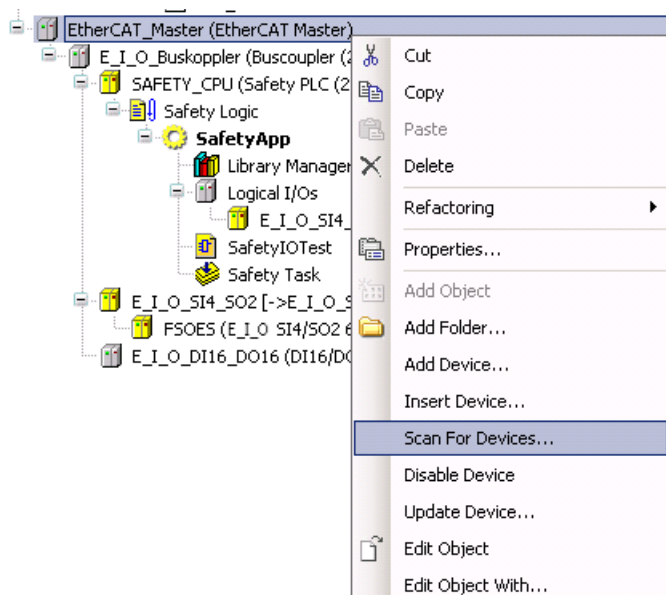 EtherCAT_Master (EtherCAT Master)
E_I_O_Buskoppler (Buscoupler (2
SAFETY_CPU (Safety PLC (2
Safety Logic
SafetyApp
Library Manager
Logical I/Os
E_I_O_SI4_
SafetyIOTest
Safety Task
E_I_O_SI4_SO2 [->E_I_O_S
FSOES (E_I_O SI4/SO2 6
E_I_O_DI16_DO16 (DI16/DO
Cut
Copy
Paste
Delete
Refactoring
Properties...
Add Object
Add Folder...
Add Device...
Insert Device...
Scan For Devices...
Disable Device
Update Device...
Edit Object
Edit Object With...